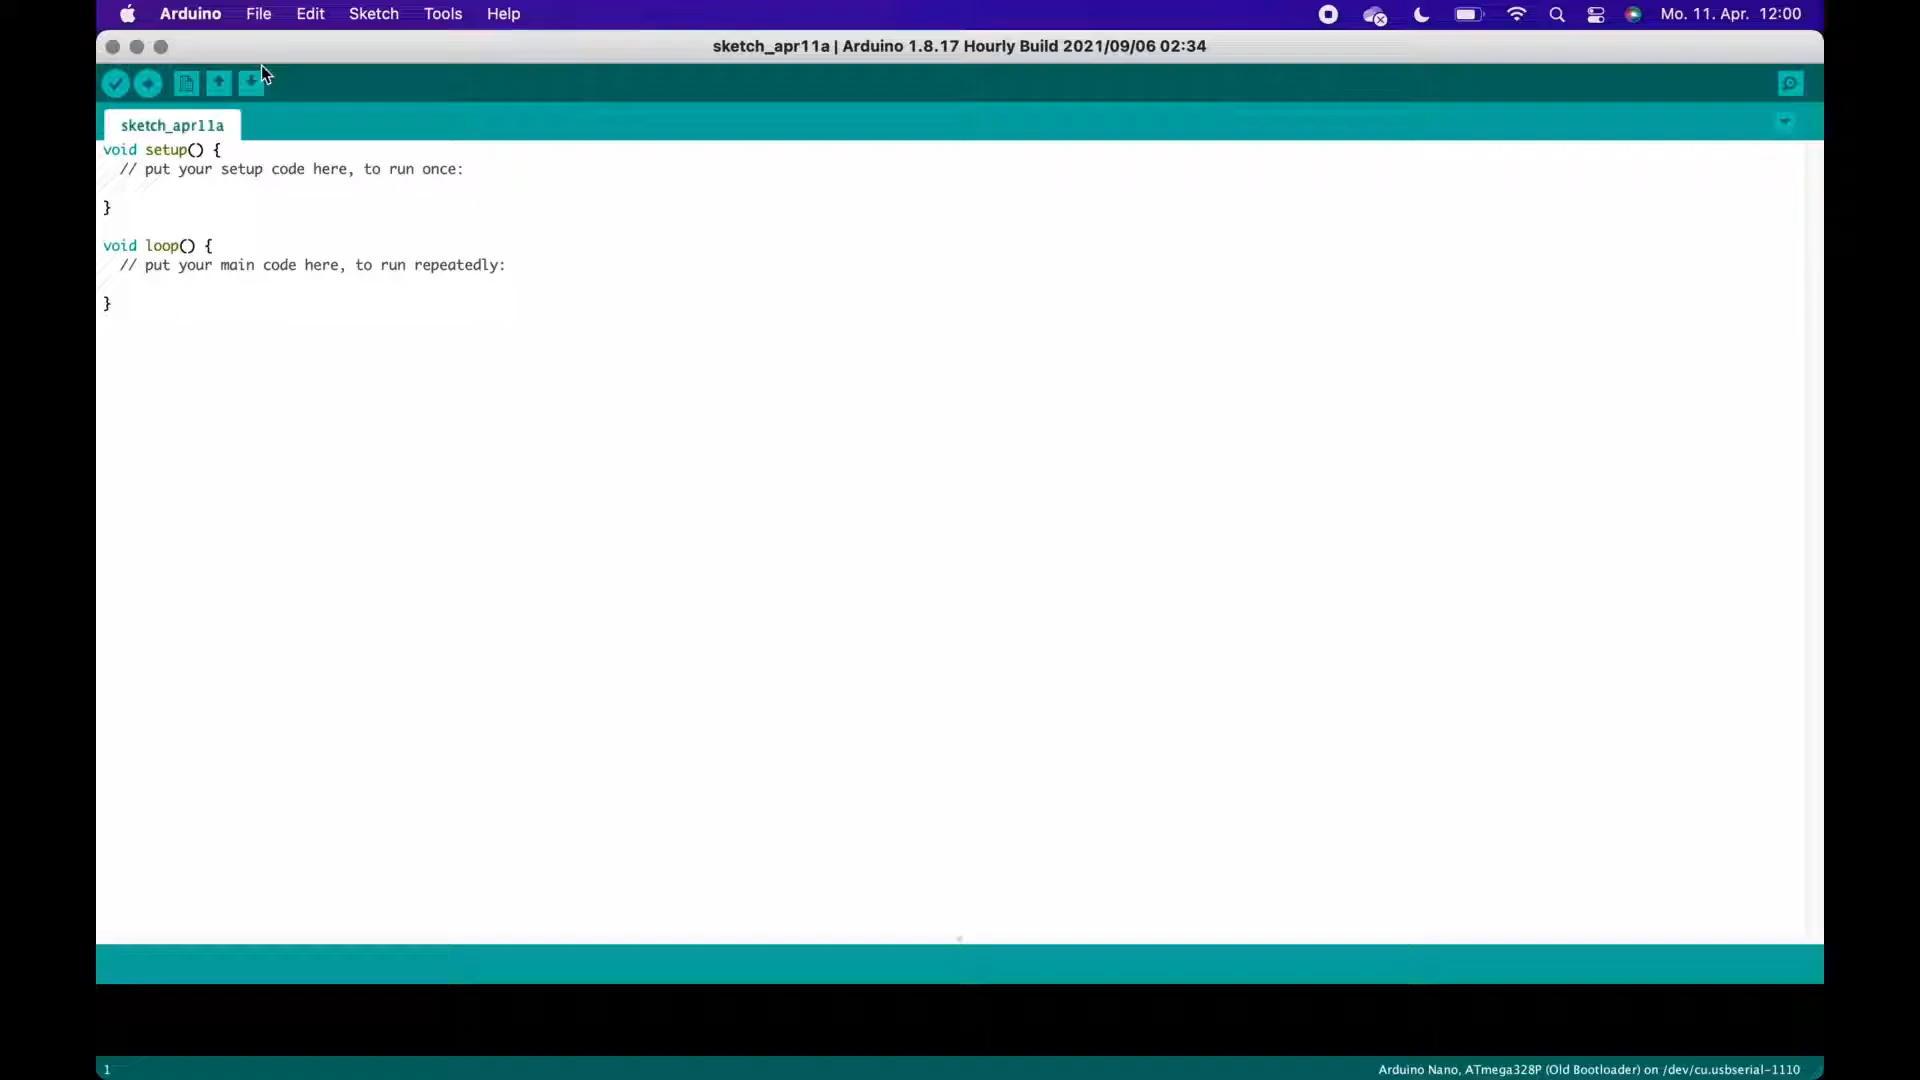 Arduino File Edit Sketch Tools Help Mo. 11. Apr. 12:00
sketch_apr11a | Arduino 1.8.17 Hourly Build 2021/09/06 02:34
sketch_apr11a
void setup() {
  // put your setup code here, to run once:
}
void loop() {
  // put your main code here, to run repeatedly:
}
1 Arduino Nano, ATmega328P (Old Bootloader) on /dev/cu.usbserial-1110